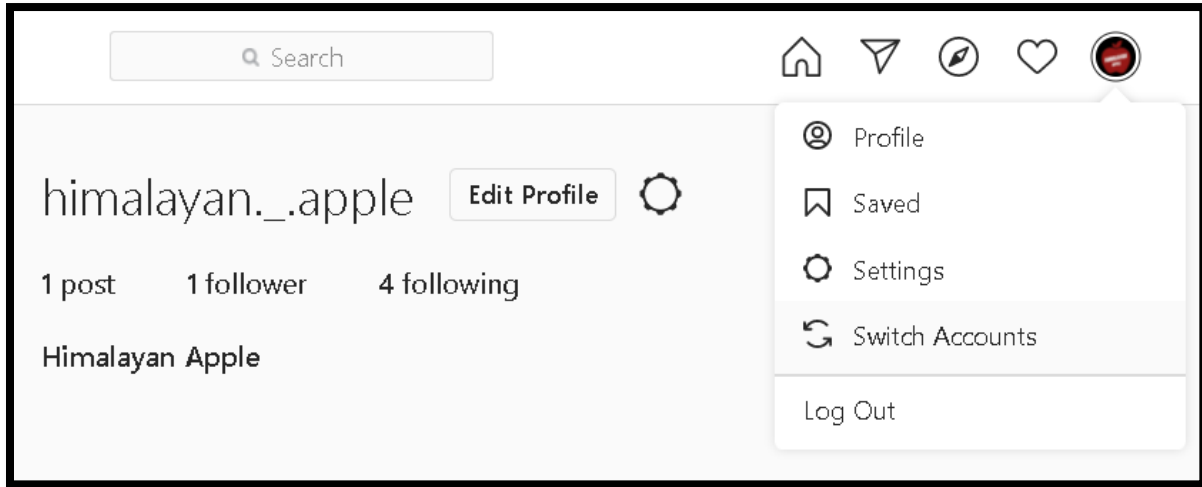 Search
himalayan._.apple Edit Profile
1 post 1 follower 4 following
Himalayan Apple
Profile
Saved
Settings
Switch Accounts
Log Out